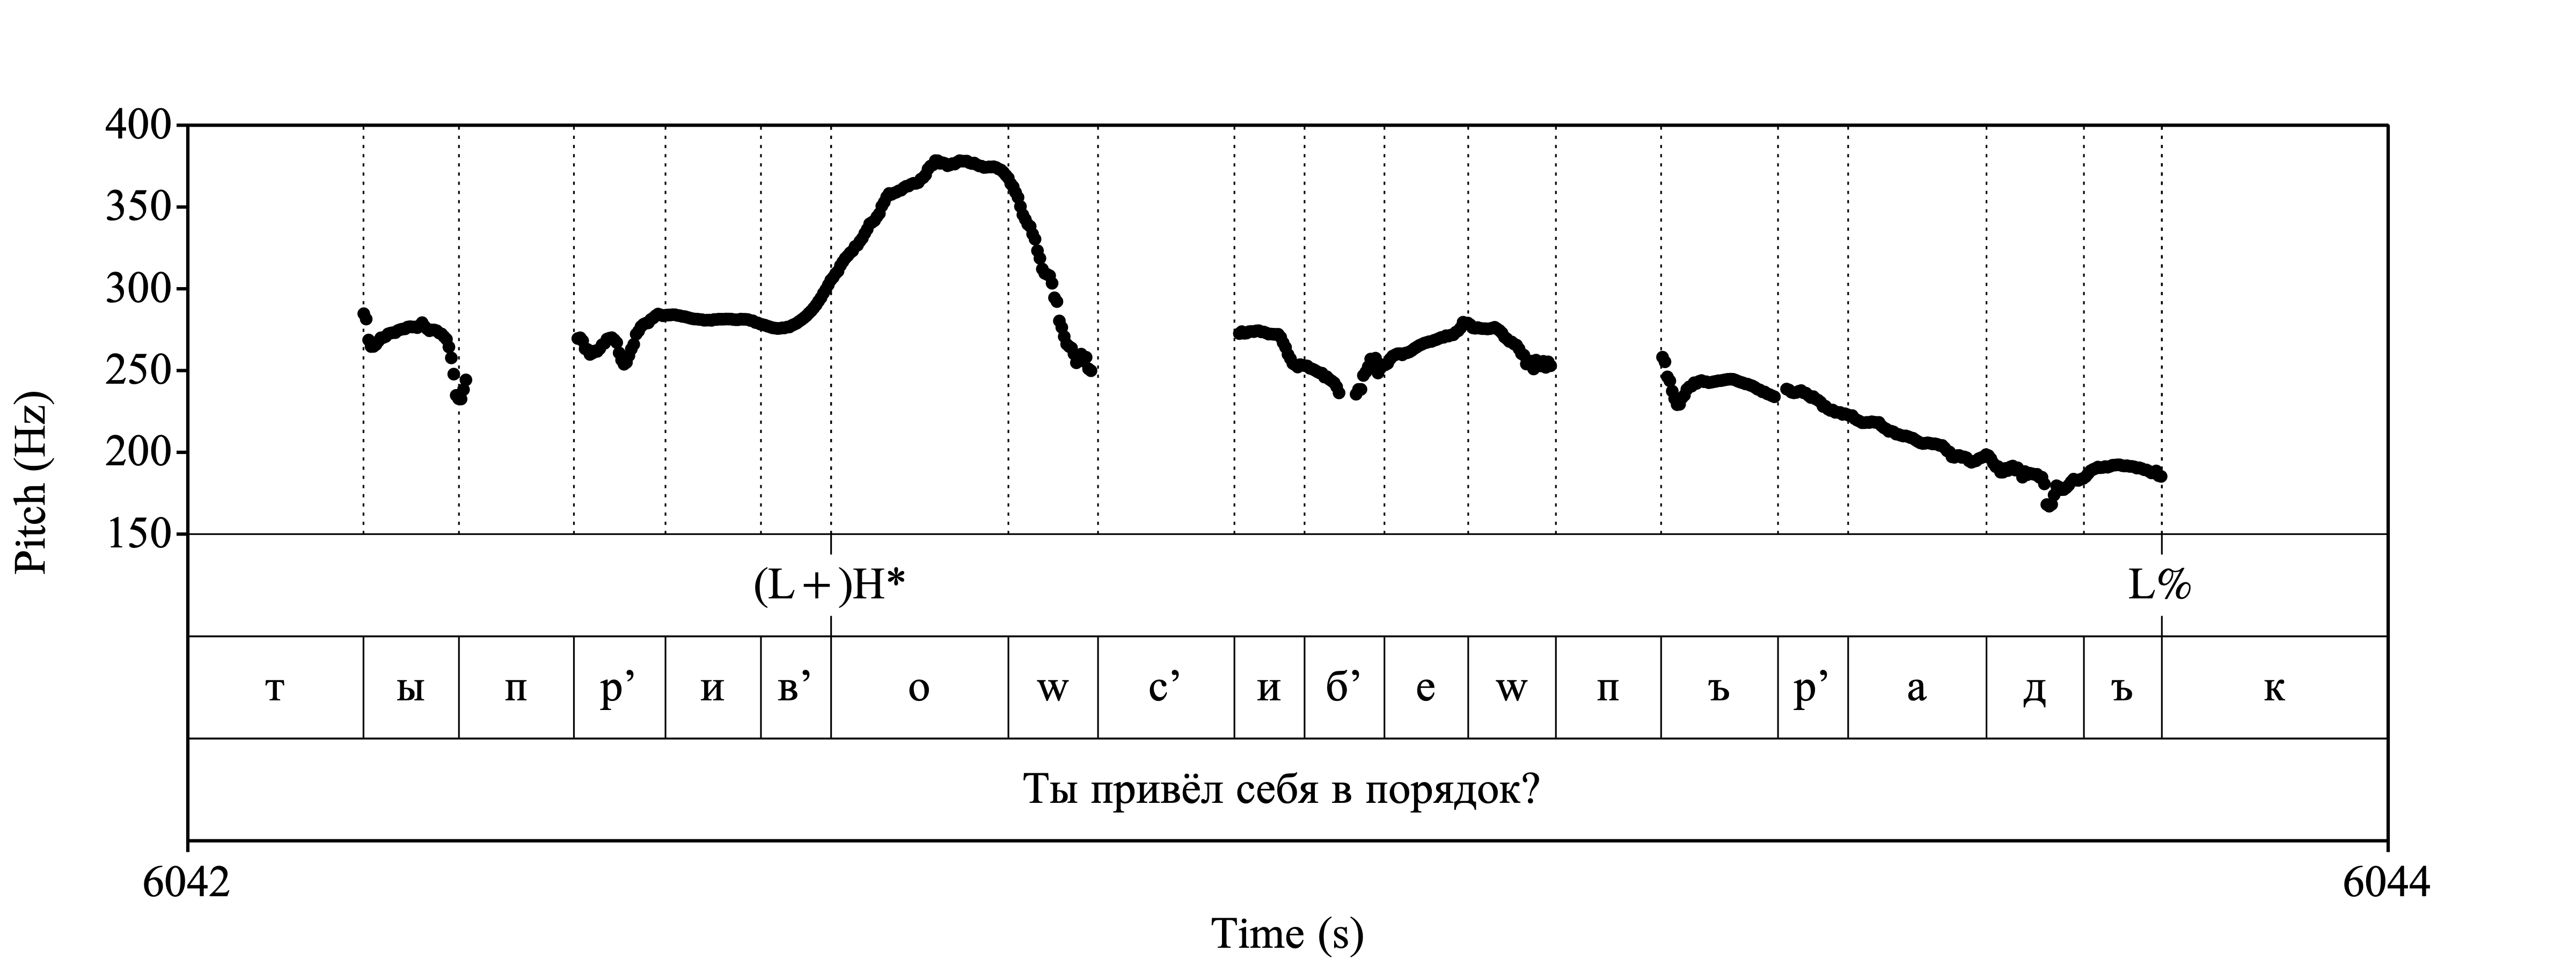 400
350
300
250
200
150
Pitch (Hz)
(L+)H* L%
т ы п р’ и в’ о w с’ и б’ е w п ъ р’ а д ъ к
Ты привёл себя в порядок?
6042 6044
Time (s)